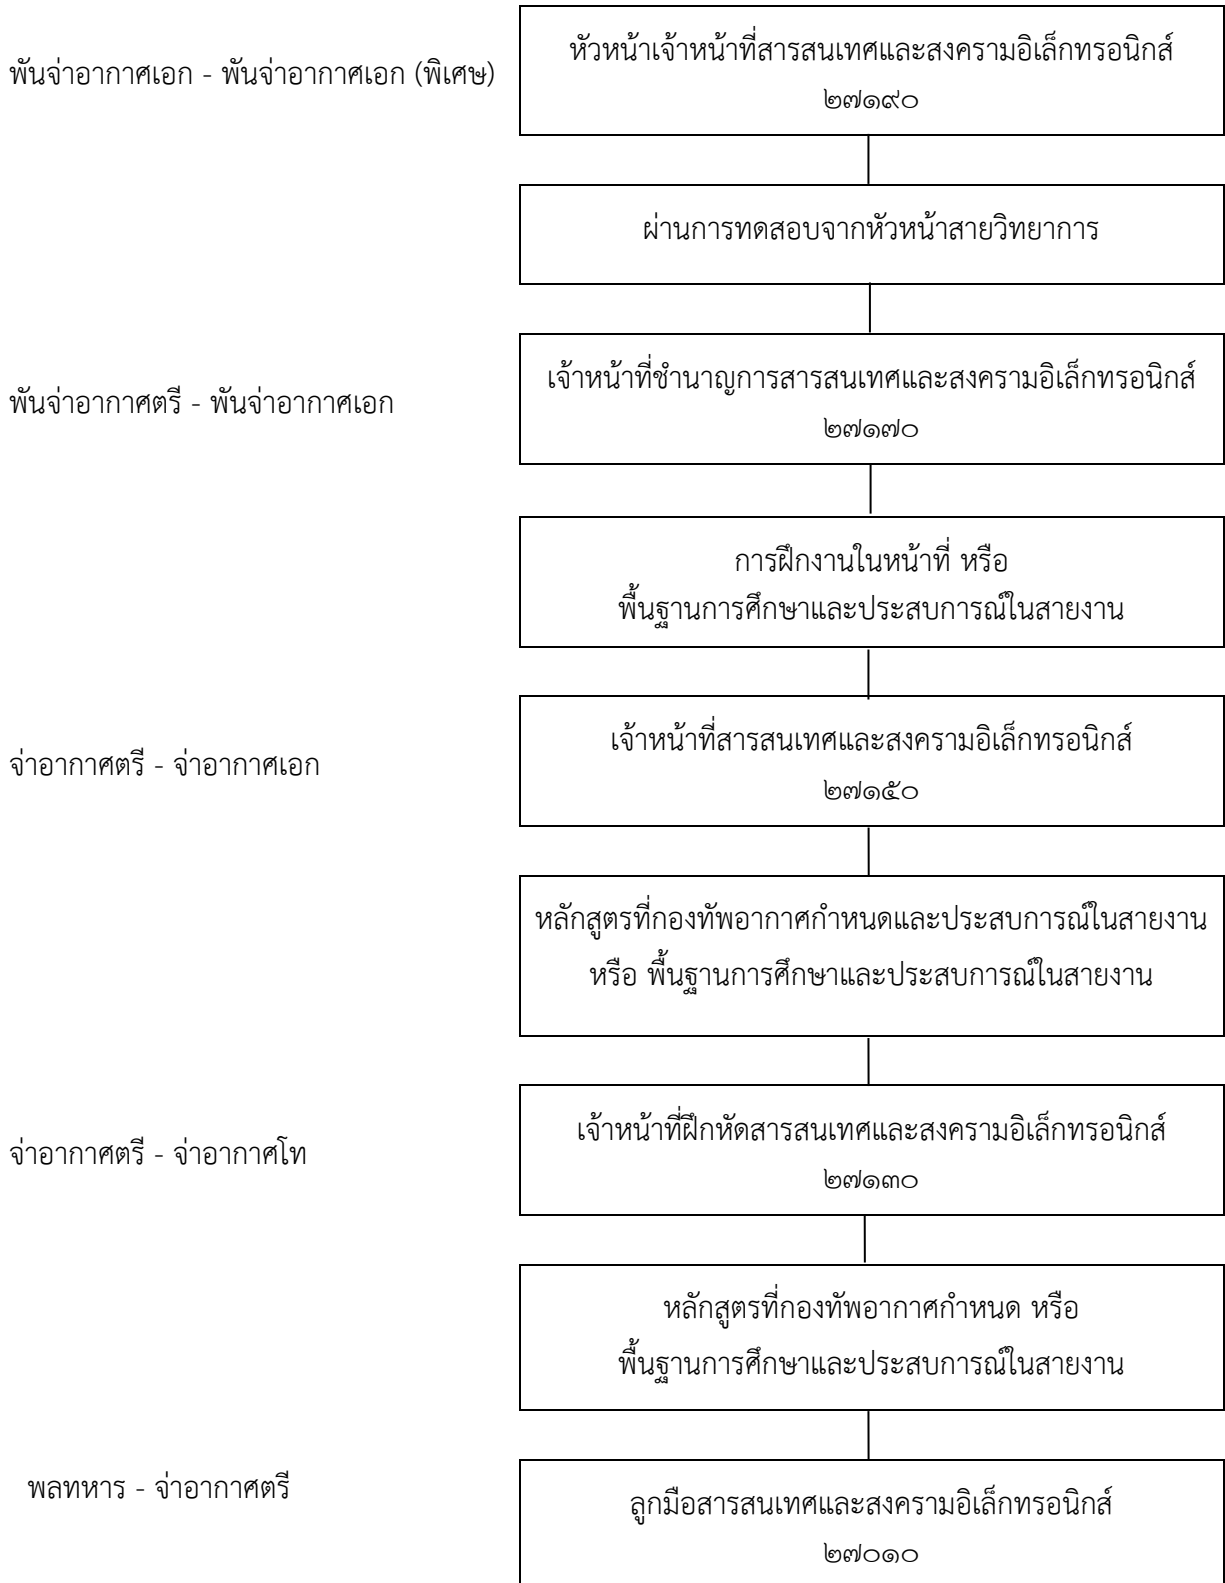 หัวหน้าเจ้าหน้าที่สารสนเทศและสงครามอิเล็กทรอนิกส์
พันจ่าอากาศเอก - พันจ่าอากาศเอก (พิเศษ)
๒๗๑๙๐
ผ่านการทดสอบจากหัวหน้าสายวิทยาการ
เจ้าหน้าที่ชำนาญการสารสนเทศและสงครามอิเล็กทรอนิกส์
พันจ่าอากาศตรี - พันจ่าอากาศเอก
๒๗๑๗๐
การฝึกงานในหน้าที่ หรือ
พื้นฐานการศึกษาและประสบการณ์ในสายงาน
เจ้าหน้าที่สารสนเทศและสงครามอิเล็กทรอนิกส์
จ่าอากาศตรี - จ่าอากาศเอก
๒๗๑๕๐
หลักสูตรที่กองทัพอากาศกำหนดและประสบการณ์ในสายงาน
หรือ พื้นฐานการศึกษาและประสบการณ์ในสายงาน
เจ้าหน้าที่ฝึกหัดสารสนเทศและสงครามอิเล็กทรอนิกส์
จ่าอากาศตรี - จ่าอากาศโท
๒๗๑๓๐
หลักสูตรที่กองทัพอากาศกำหนด หรือ
พื้นฐานการศึกษาและประสบการณ์ในสายงาน
พลทหาร - จ่าอากาศตรี
ลูกมือสารสนเทศและสงครามอิเล็กทรอนิกส์
๒๗๐๑๐